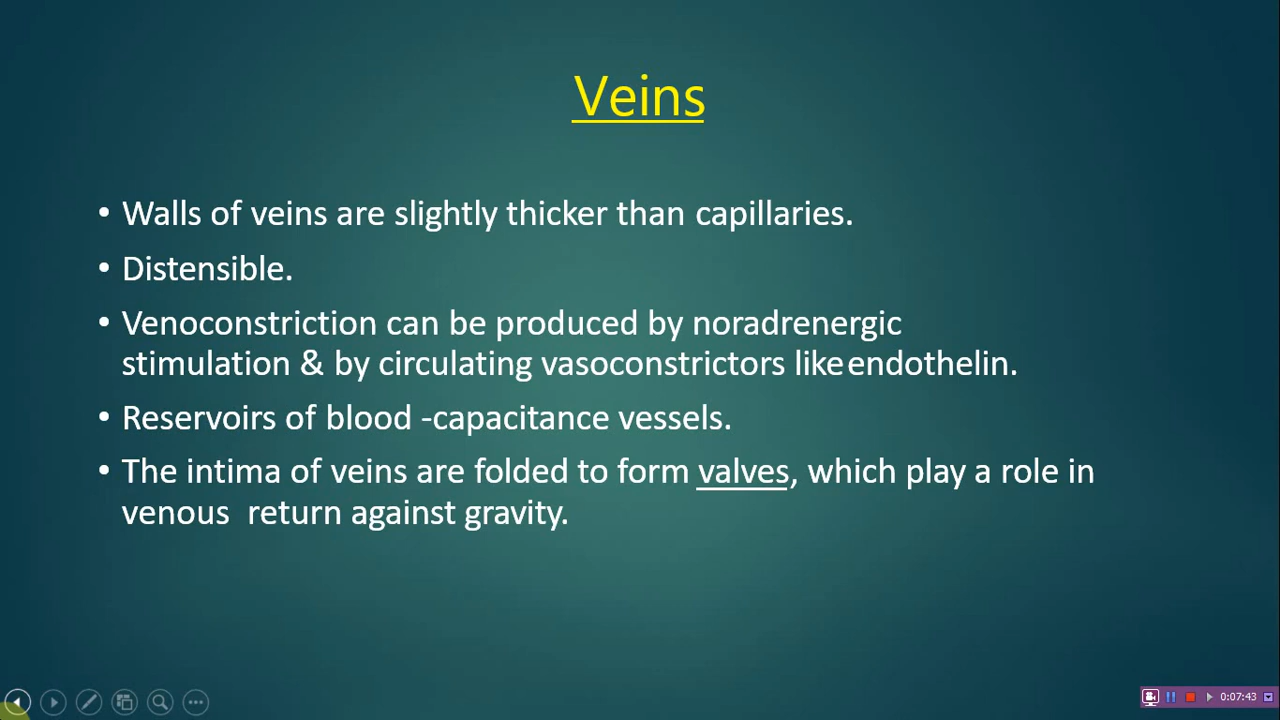 Veins
• Walls of veins are slightly thicker than capillaries.
• Distensible.
• Venoconstriction can be produced by noradrenergic
stimulation & by circulating vasoconstrictors like endothelin.
• Reservoirs of blood -capacitance vessels.
• The intima of veins are folded to form valves, which play a role in
venous return against gravity.
0:07:43